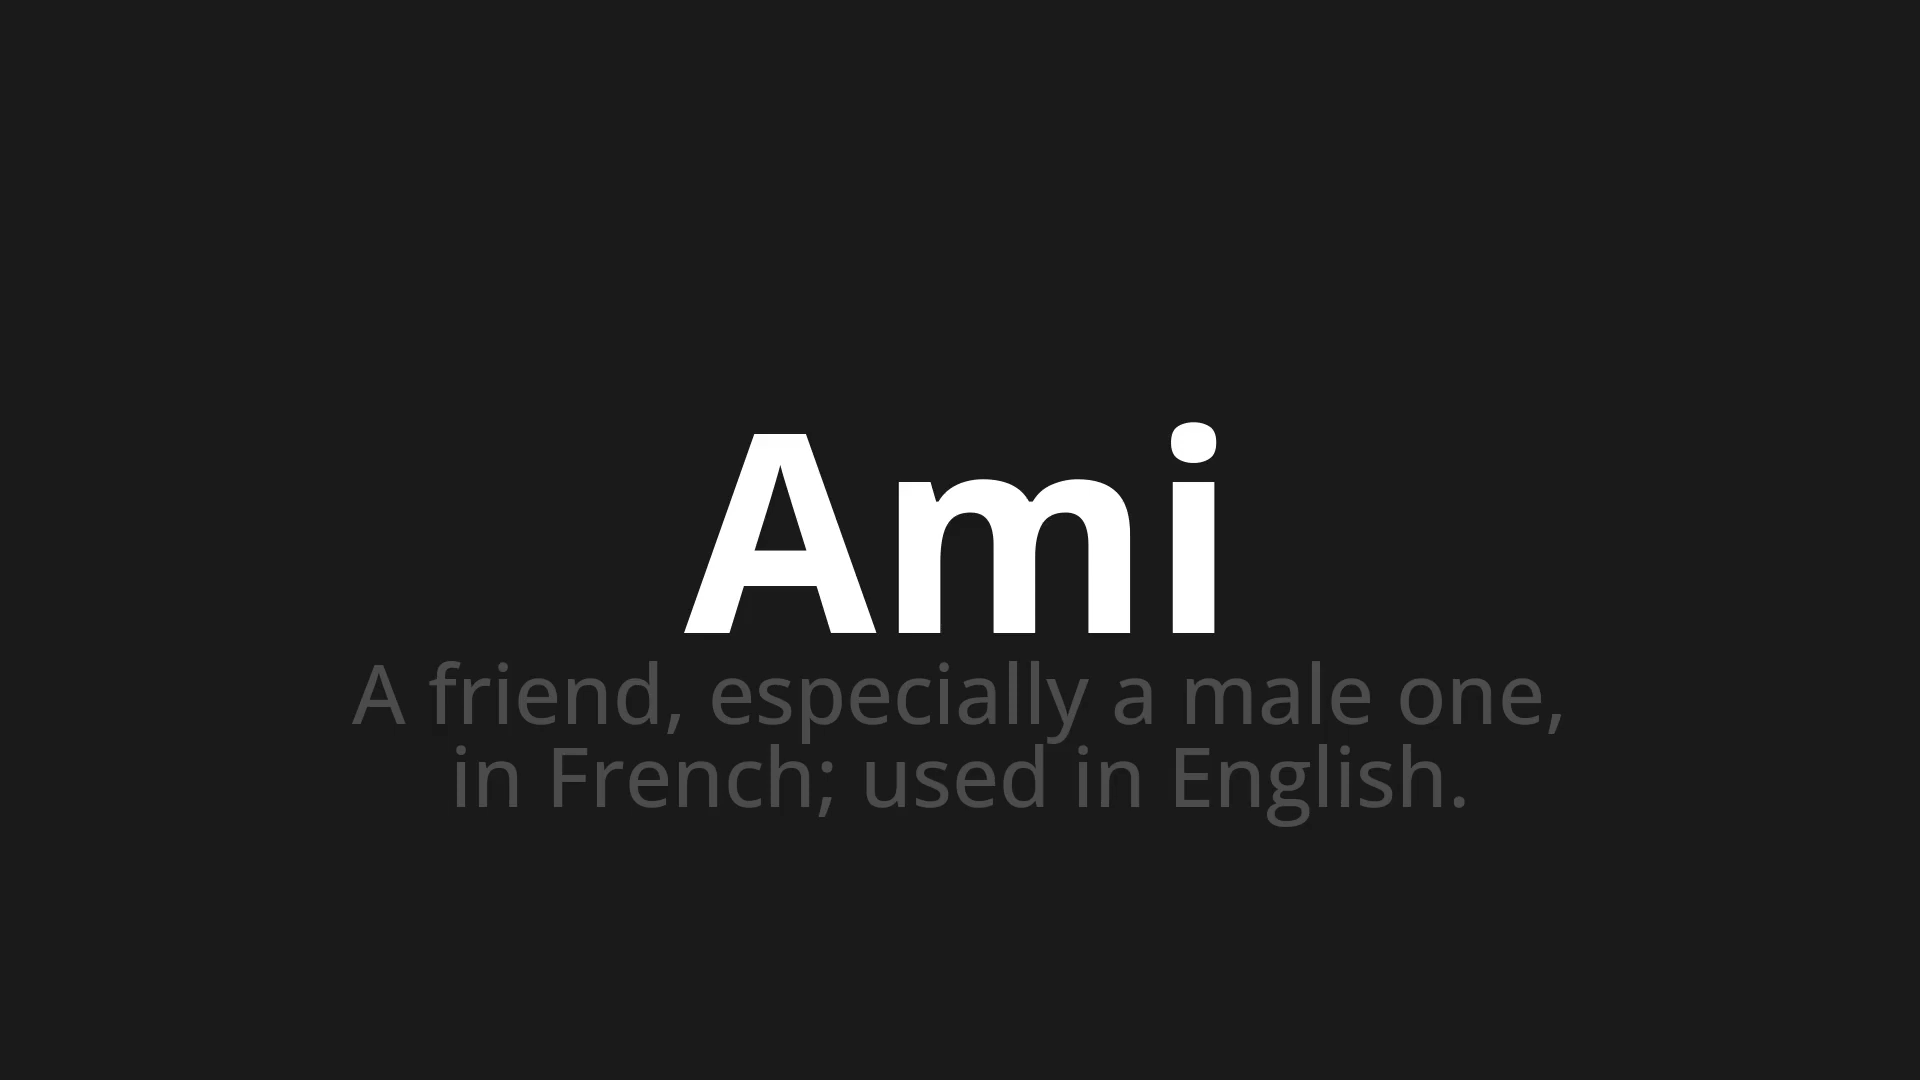 Ami
A friend, especially a male one,
in French; used in English.